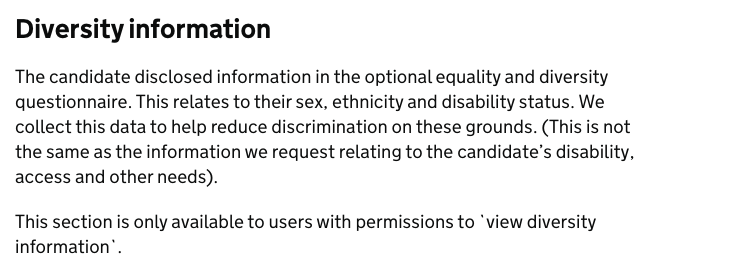 Diversity information
The candidate disclosed information in the optional equality and diversity
questionnaire. This relates to their sex, ethnicity and disability status. We
collect this data to help reduce discrimination on these grounds. (This is not
the same as the information we request relating to the candidate’s disability,
access and other needs).
This section is only available to users with permissions to `view diversity
information`.